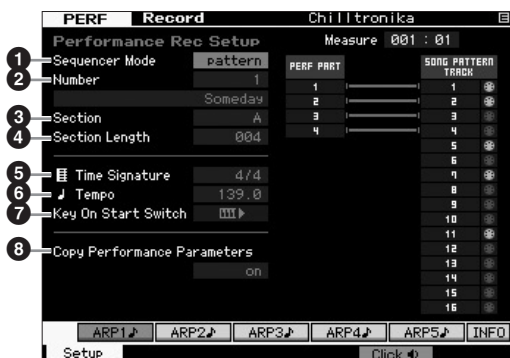 PERF Record Chilltronika
Performance Rec Setup
Measure 001 : 01
1 Sequencer Mode pattern
2 Number 1
Someday
3 Section A
4 Section Length 004
5 Time Signature 4/4
6 ♩ Tempo 139.0
7 Key On Start Switch
8 Copy Performance Parameters
on
PERF PART
1
2
3
4
SONG PATTERN
TRACK
1
2
3
4
5
6
7
8
9
10
11
12
13
14
15
16
ARP1♪ ARP2♪ ARP3♪ ARP4♪ ARP5♪ INFO
Setup Click